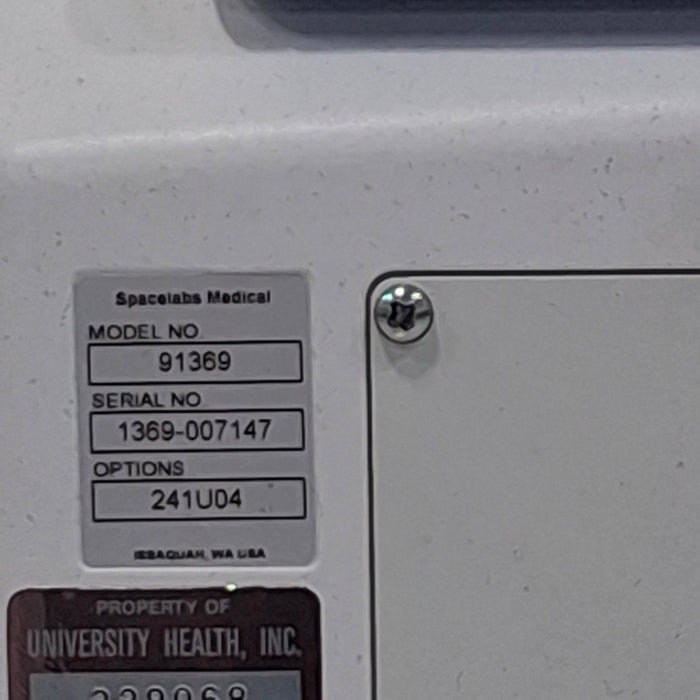 Spacelabs Medical
MODEL NO.
91369
SERIAL NO.
1369-007147
OPTIONS
241U04
ISSAQUAH, WA USA
PROPERTY OF
UNIVERSITY HEALTH, INC.